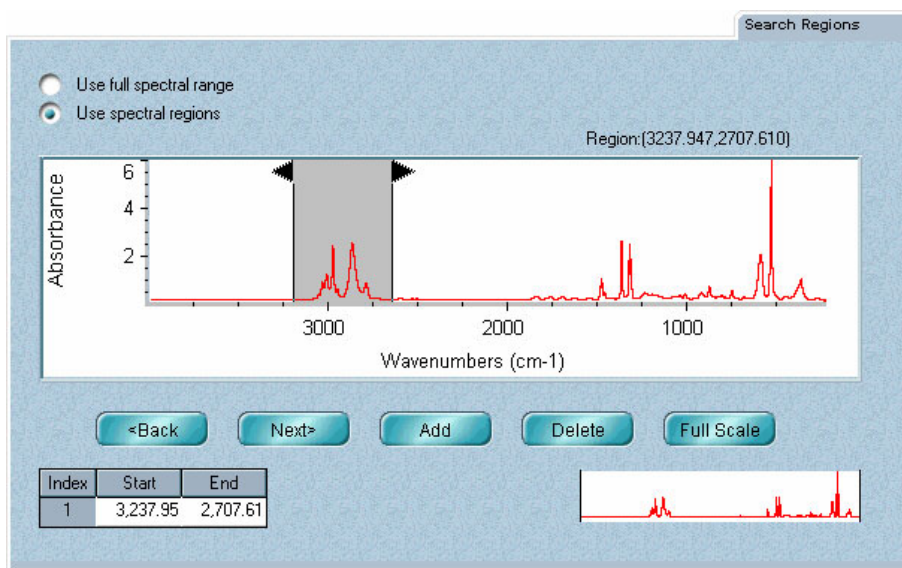 Search Regions
Use full spectral range
Use spectral regions
Region:(3237.947,2707.610)
Absorbance
6
4
2
3000 2000 1000
Wavenumbers (cm-1)
<Back Next> Add Delete Full Scale
Index Start End
1 3,237.95 2,707.61